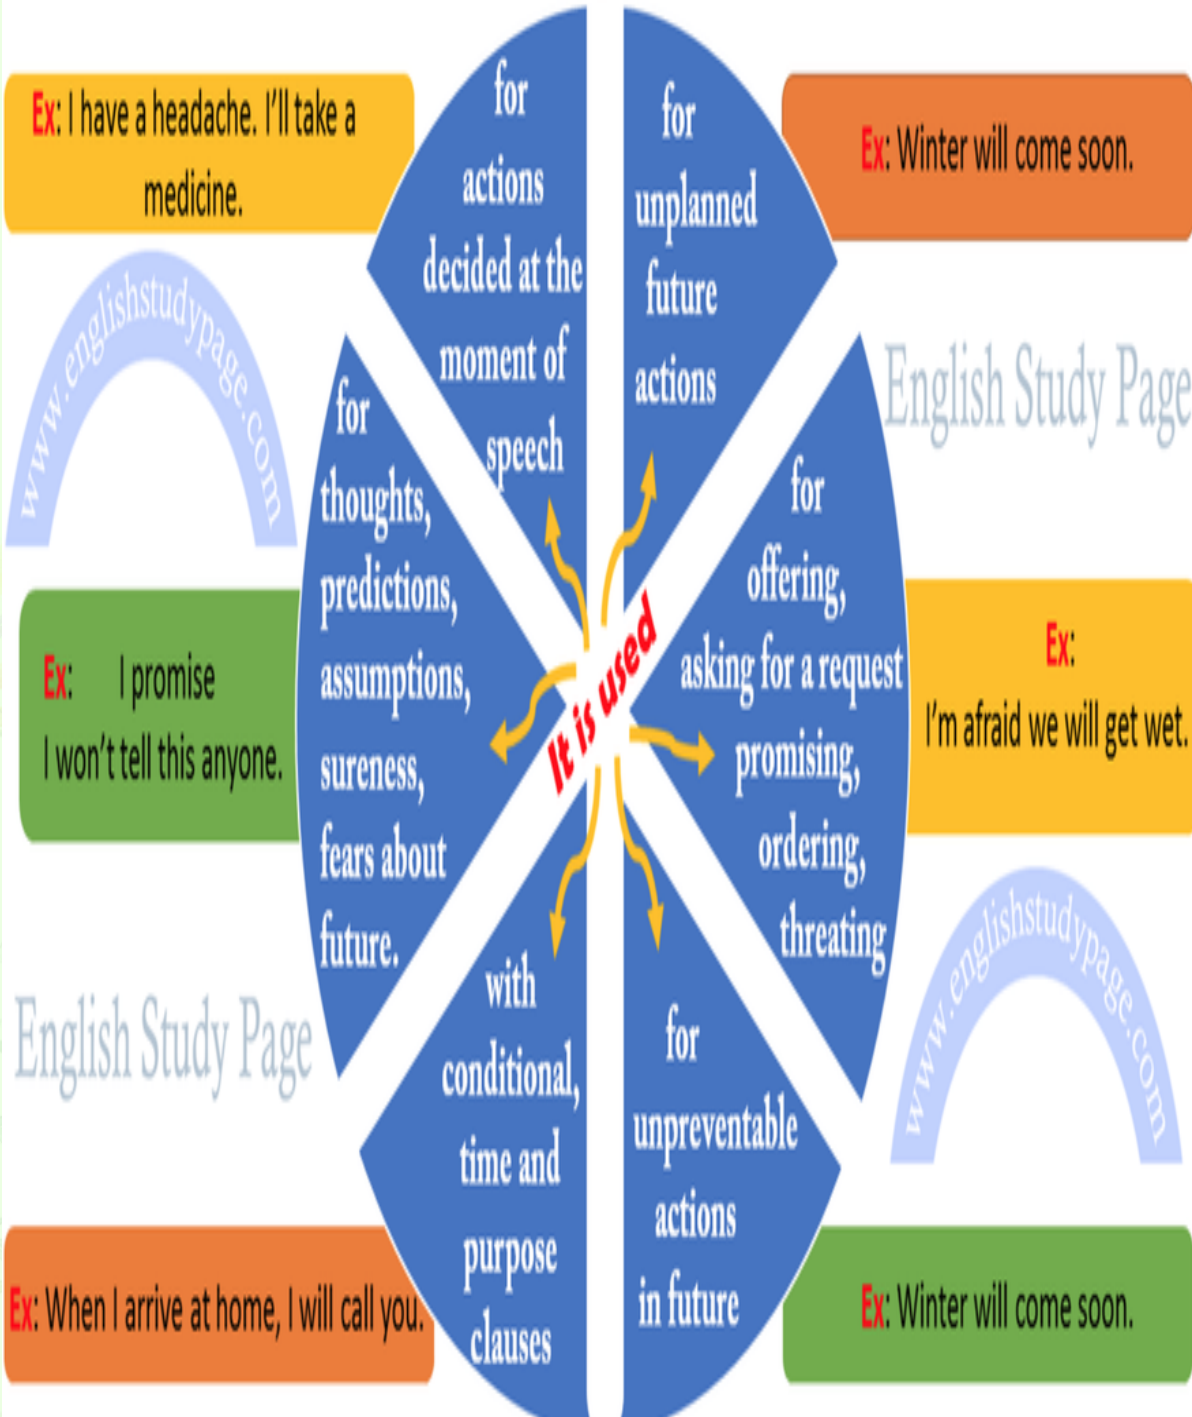 Ex: I have a headache. I'll take a
medicine.
for
actions
decided at the
moment of
speech
for
unplanned
future
actions
Ex: Winter will come soon.
www.englishstudypage.com
English Study Page
for
thoughts,
predictions,
assumptions,
sureness,
fears about
future.
Ex: I promise
I won't tell this anyone.
It is used
for
offering,
asking for a request
promising,
ordering,
threating
Ex:
I'm afraid we will get wet.
English Study Page
www.englishstudypage.com
with
conditional,
time and
purpose
clauses
for
unpreventable
actions
in future
Ex: When I arrive at home, I will call you.
Ex: Winter will come soon.